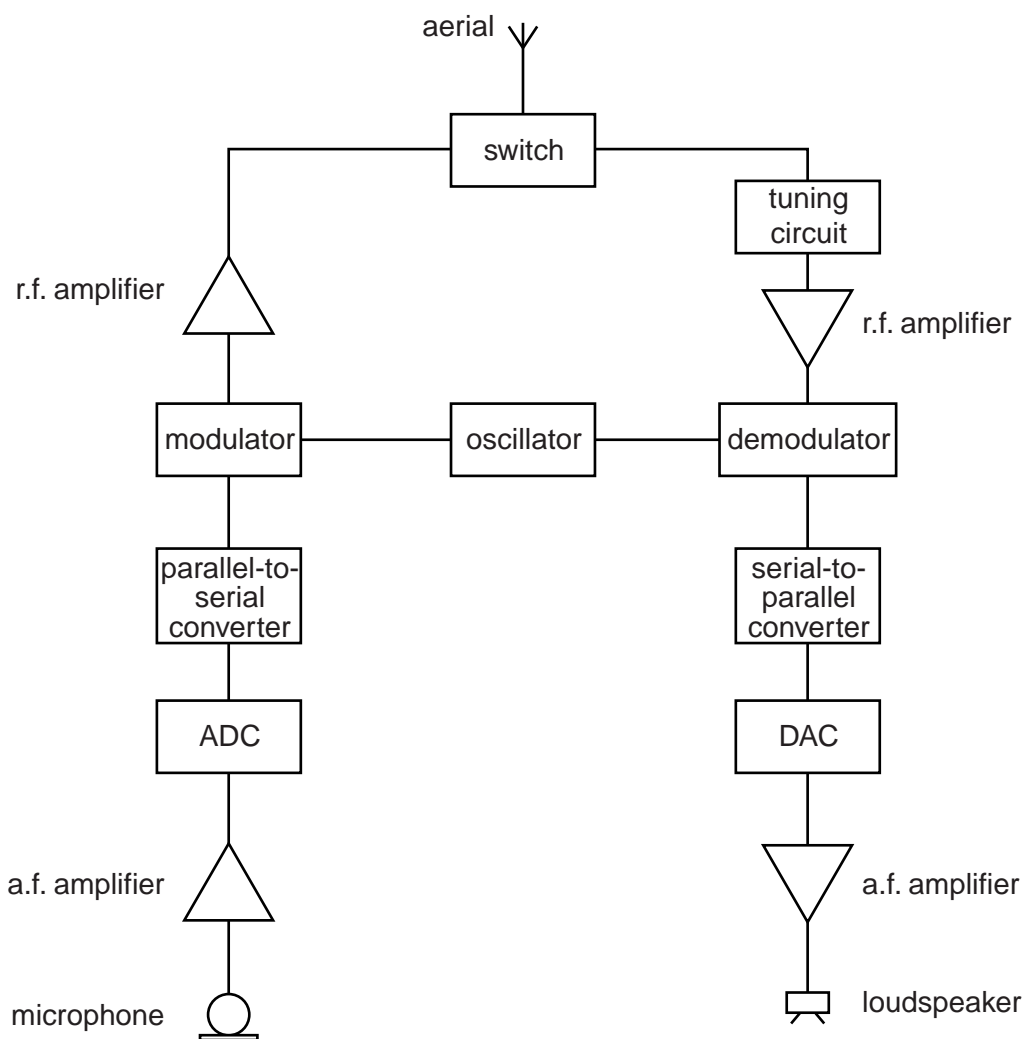 aerial
switch
tuning
circuit
r.f. amplifier
r.f. amplifier
modulator
oscillator
demodulator
parallel-to-
serial
converter
serial-to-
parallel
converter
ADC
DAC
a.f. amplifier
a.f. amplifier
microphone
loudspeaker